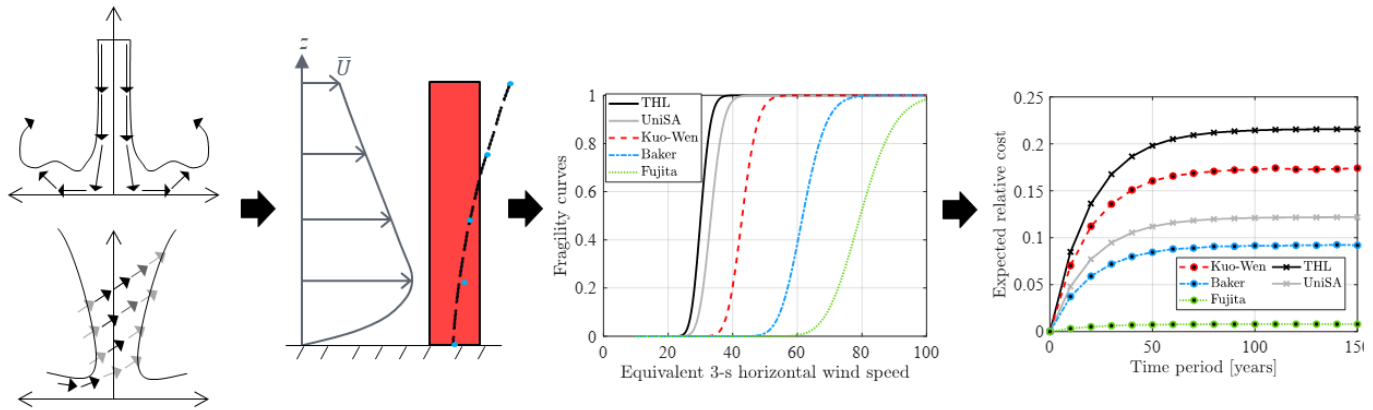 z
U̅
Fragility curves
1
0.8
0.6
0.4
0.2
0
THL
UniSA
Kuo-Wen
Baker
Fujita
0 20 40 60 80 100
Equivalent 3-s horizontal wind speed
Expected relative cost
0.25
0.2
0.15
0.1
0.05
0
Kuo-Wen THL
Baker UniSA
Fujita
0 50 100 150
Time period [years]